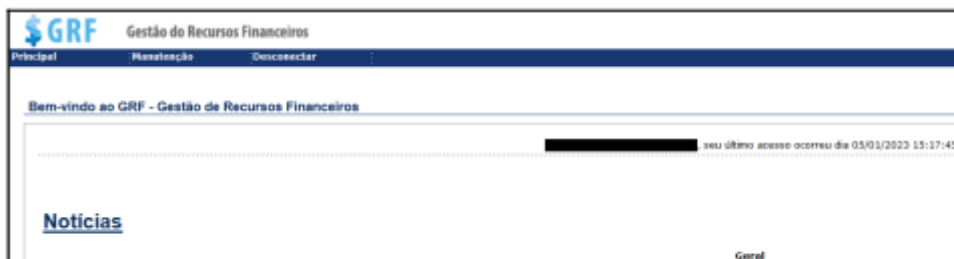 $GRF Gestão do Recursos Financeiros
Principal Manutenção Desconectar
Bem-vindo ao GRF - Gestão de Recursos Financeiros
, seu último acesso ocorreu dia 05/01/2023 15:17:45
Notícias
Geral